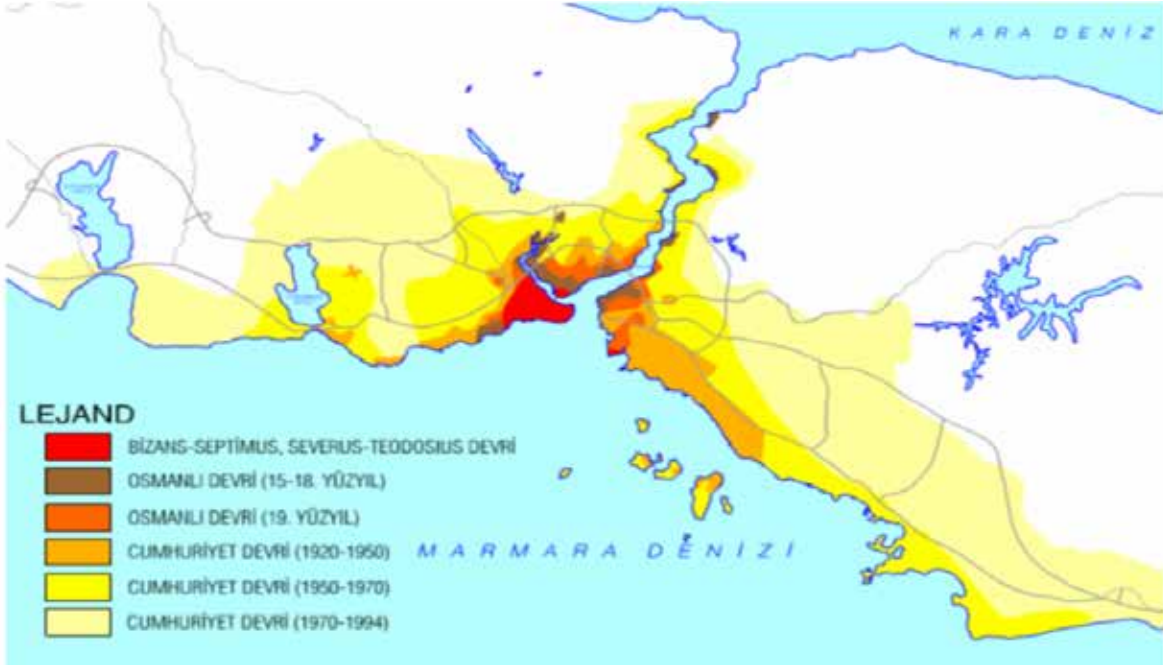 KARA DENİZ
LEJAND
BİZANS-SEPTİMUS, SEVERUS-TEODOSIUS DEVRİ
OSMANLI DEVRİ (15-18. YÜZYIL)
OSMANLI DEVRİ (19. YÜZYIL)
CUMHURİYET DEVRİ (1920-1950)
MARMARA DENİZİ
CUMHURİYET DEVRİ (1950-1970)
CUMHURİYET DEVRİ (1970-1994)